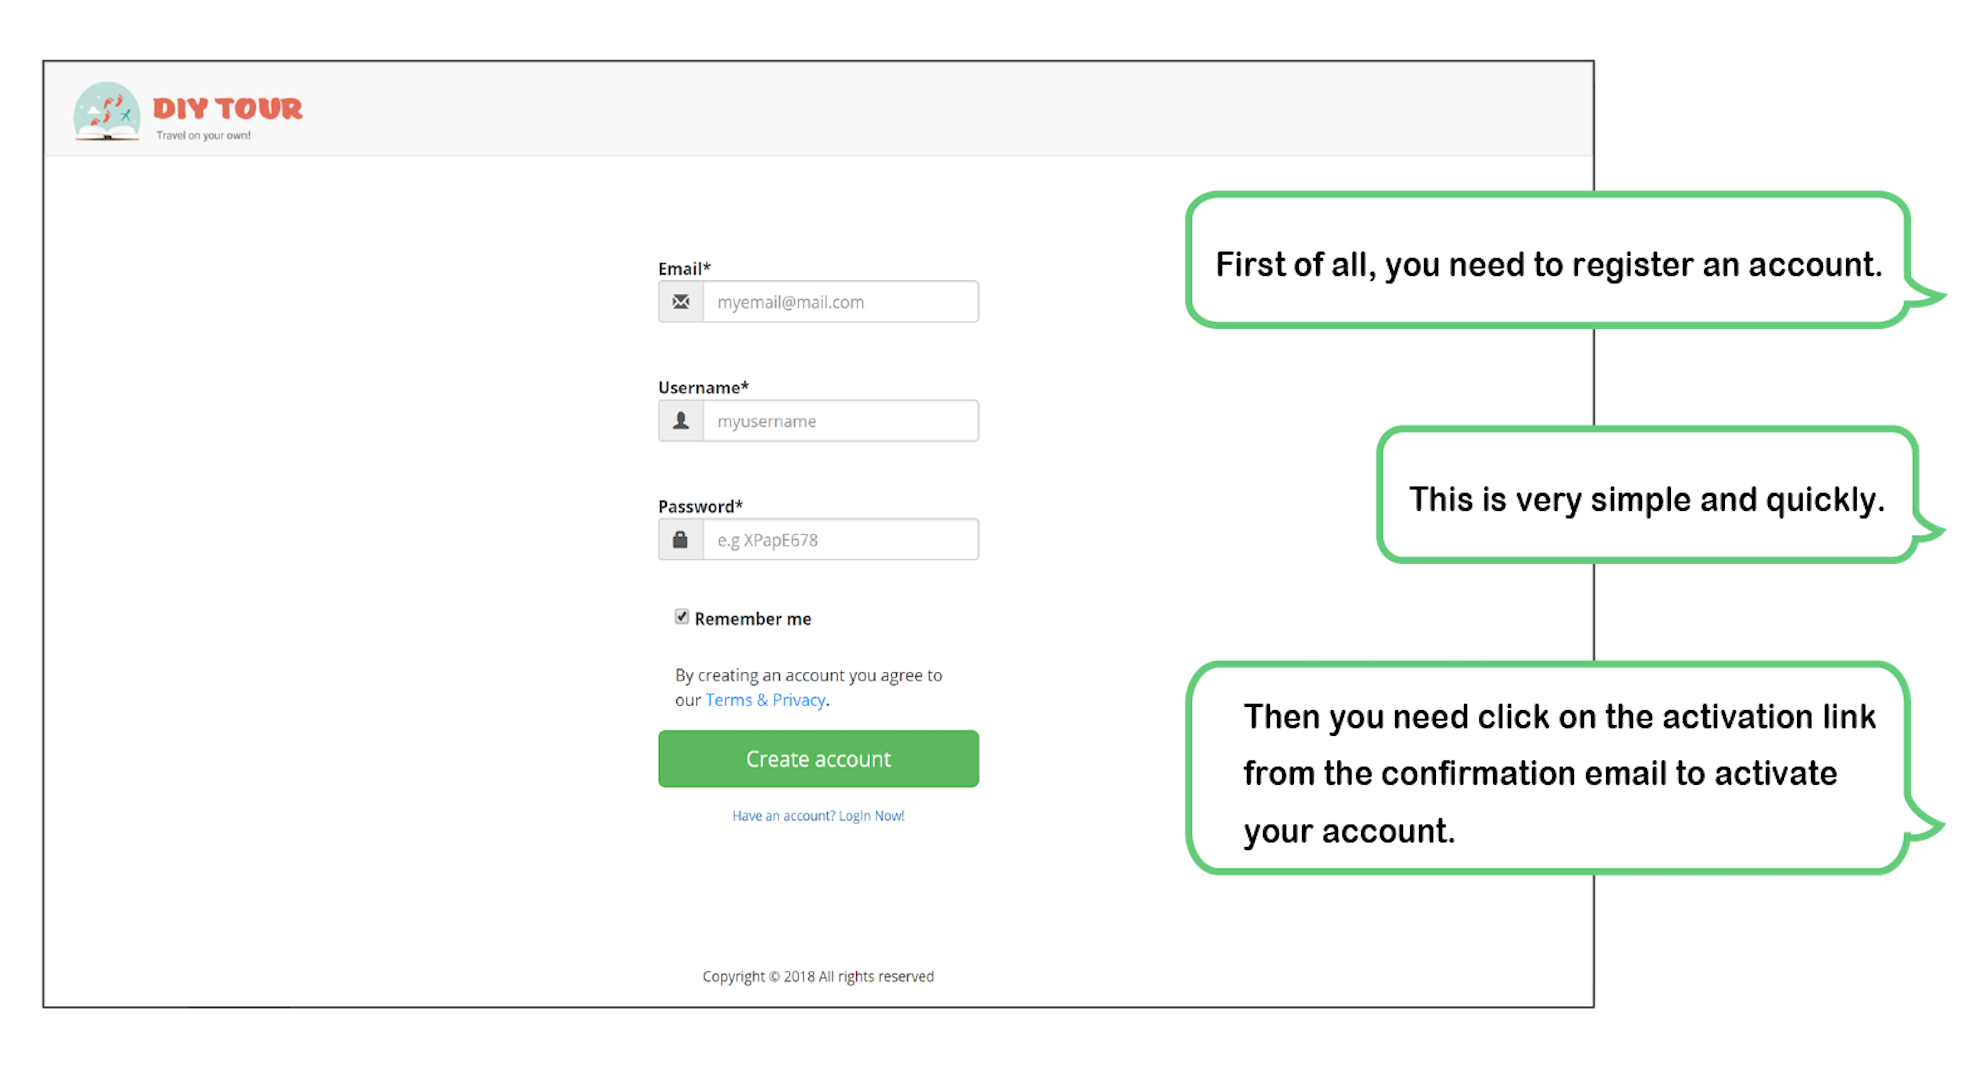 DIY TOUR
Travel on your own!
First of all, you need to register an account.
Email*
myemail@mail.com
Username*
myusername
This is very simple and quickly.
Password*
e.g XPapE678
Remember me
By creating an account you agree to
our Terms & Privacy.
Create account
Have an account? LogIn Now!
Then you need click on the activation link
from the confirmation email to activate
your account.
Copyright © 2018 All rights reserved